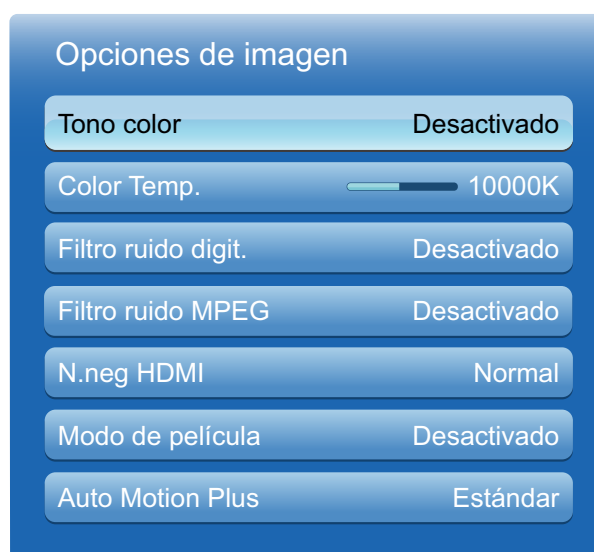 Opciones de imagen
Tono color Desactivado
Color Temp. 10000K
Filtro ruido digit. Desactivado
Filtro ruido MPEG Desactivado
N.neg HDMI Normal
Modo de película Desactivado
Auto Motion Plus Estándar